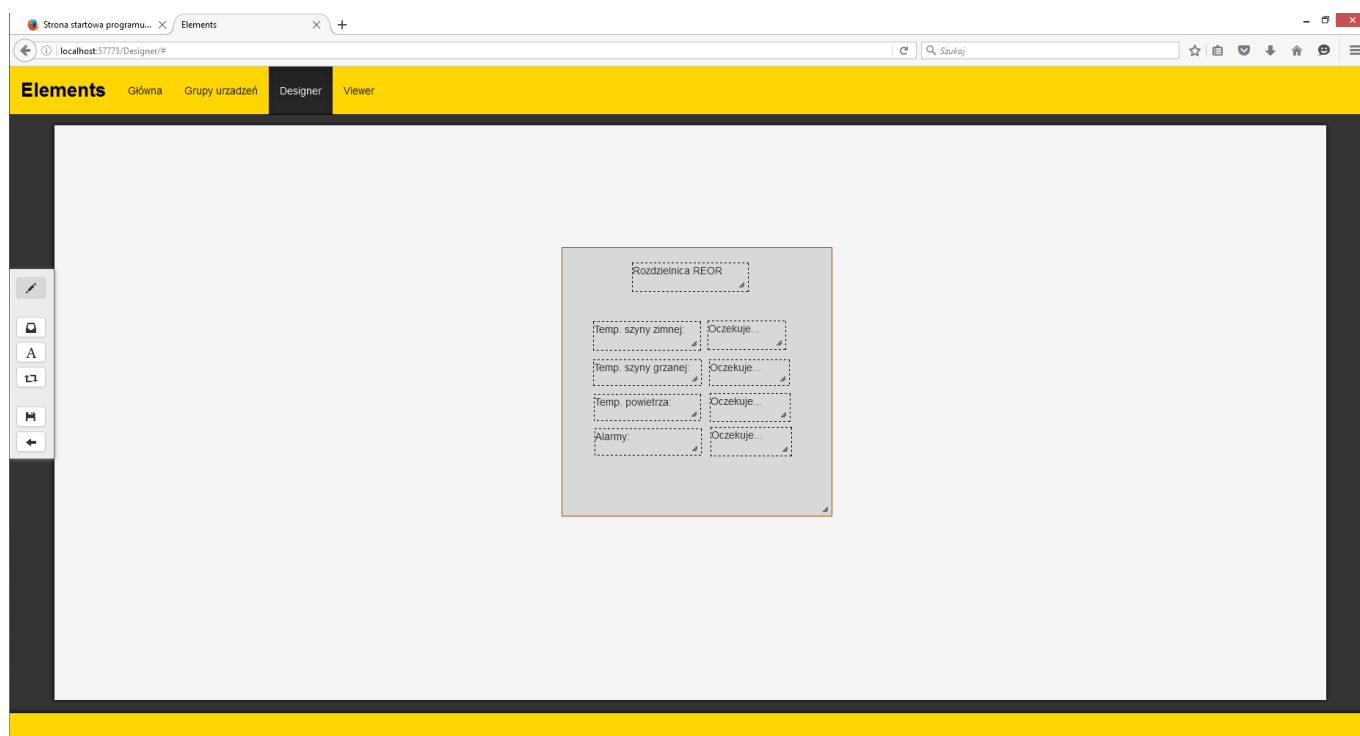 Strona startowa programu... Elements
localhost:57773/Designer/# Szukaj
Elements Główna Grupy urzadzeń Designer Viewer
Rozdzielnica REOR
Temp. szyny zimnej: Oczekuje...
Temp. szyny grzanej: Oczekuje...
Temp. powietrza: Oczekuje...
Alarmy: Oczekuje...
A